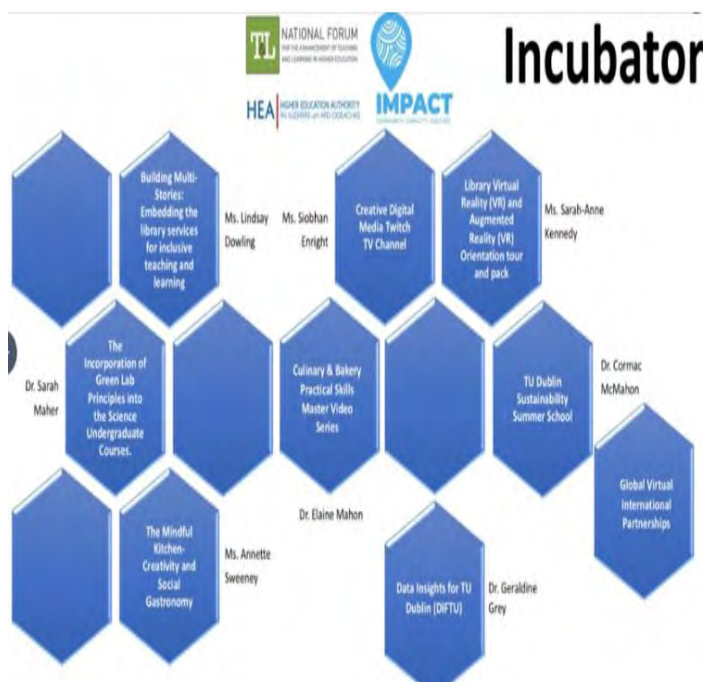 T&L
NATIONAL FORUM
FOR THE ENHANCEMENT OF TEACHING
AND LEARNING IN HIGHER EDUCATION
HEA
HIGHER EDUCATION AUTHORITY
AN tÚDARÁS um ARD-OIDEACHAS
IMPACT
Incubator
Building Multi-
Stories:
Embedding the
library services
for inclusive
teaching and
learning
Ms. Lindsay
Dowling
Ms. Siobhan
Enright
Creative Digital
Media Twitch
TV Channel
Library Virtual
Reality (VR) and
Augmented
Reality (VR)
Orientation tour
and pack
Ms. Sarah-Anne
Kennedy
Dr. Sarah
Maher
The
Incorporation of
Green Lab
Principles into
the Science
Undergraduate
Courses.
Culinary & Bakery
Practical Skills
Master Video
Series
Dr. Elaine Mahon
TU Dublin
Sustainability
Summer School
Dr. Cormac
McMahon
Global Virtual
International
Partnerships
The Mindful
Kitchen-
Creativity and
Social
Gastronomy
Ms. Annette
Sweeney
Data Insights for TU
Dublin (DIFTU)
Dr. Geraldine
Grey